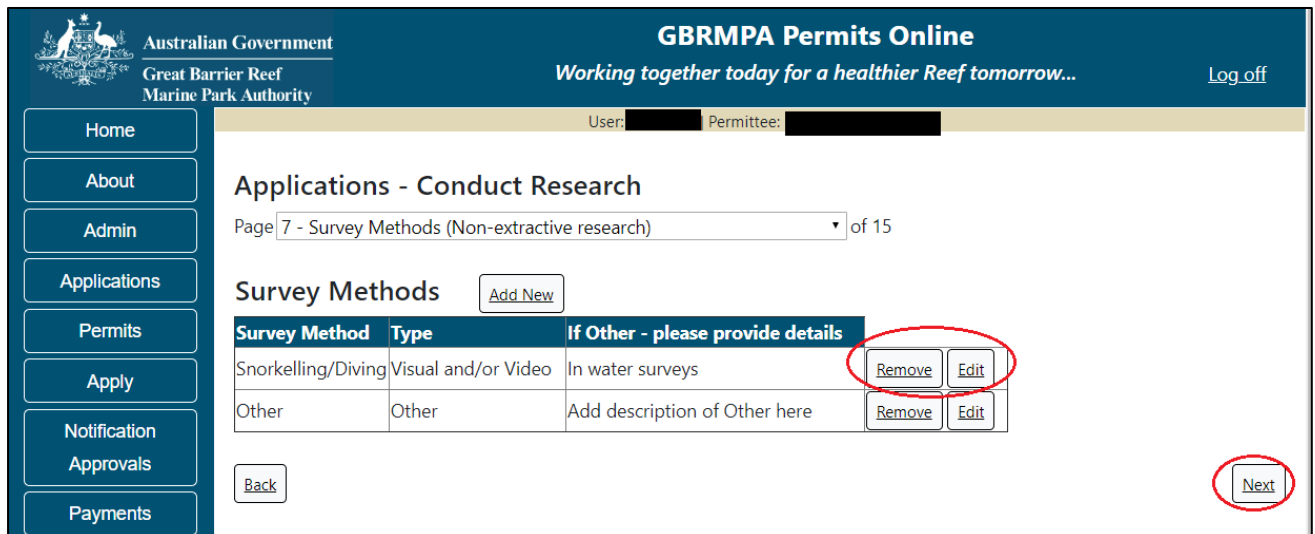 Australian Government
Great Barrier Reef
Marine Park Authority
GBRMPA Permits Online
Working together today for a healthier Reef tomorrow...
Log off
User: Permittee:
Home
About
Admin
Applications
Permits
Apply
Notification
Approvals
Payments
Applications - Conduct Research
Page 7 - Survey Methods (Non-extractive research) of 15
Survey Methods Add New
Survey Method Type If Other - please provide details
Snorkelling/Diving Visual and/or Video In water surveys Remove Edit
Other Other Add description of Other here Remove Edit
Back Next